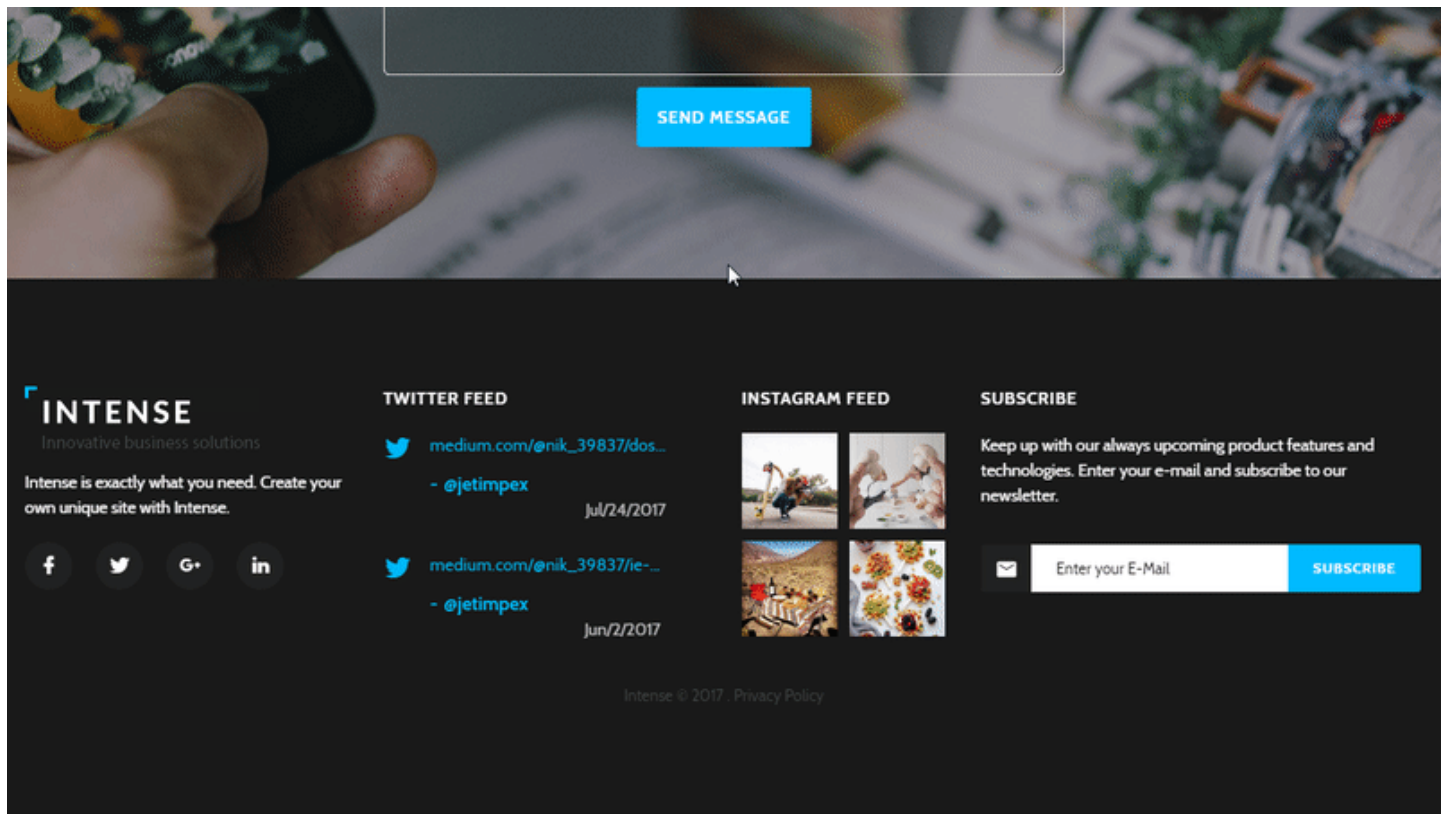 SEND MESSAGE
INTENSE
Innovative business solutions
Intense is exactly what you need. Create your
own unique site with Intense.
f
G+
in
TWITTER FEED
medium.com/@nik_39837/dos...
- @jetimpex
Jul/24/2017
medium.com/@nik_39837/ie-...
- @jetimpex
Jun/2/2017
INSTAGRAM FEED
SUBSCRIBE
Keep up with our always upcoming product features and
technologies. Enter your e-mail and subscribe to our
newsletter.
Enter your E-Mail
SUBSCRIBE
Intense © 2017 . Privacy Policy